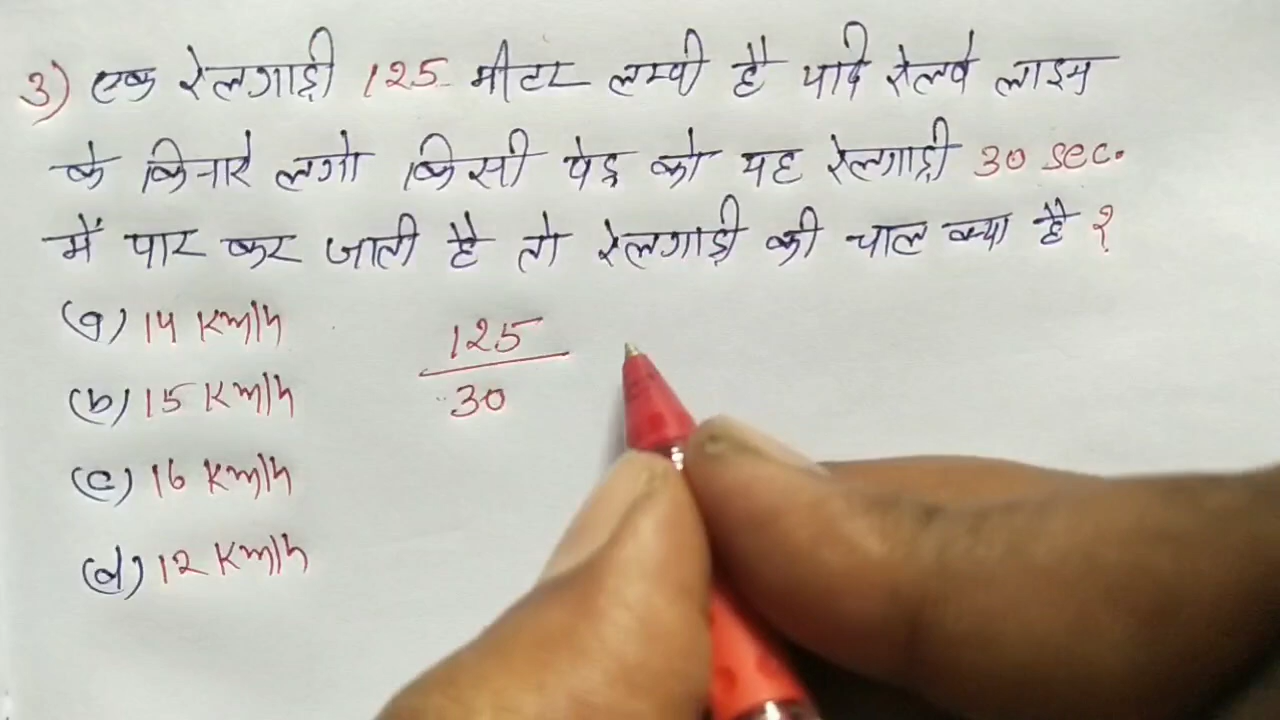 3) एक रेलगाड़ी 125 मीटर लम्बी है यदि रेलवे लाइन
के किनारे लगे किसी पेड़ को यह रेलगाड़ी 30 sec.
में पार कर जाती है तो रेलगाड़ी की चाल क्या है ?
(a) 14 Km/h
125
(b) 15 Km/h
30
(c) 16 Km/h
(d) 12 Km/h